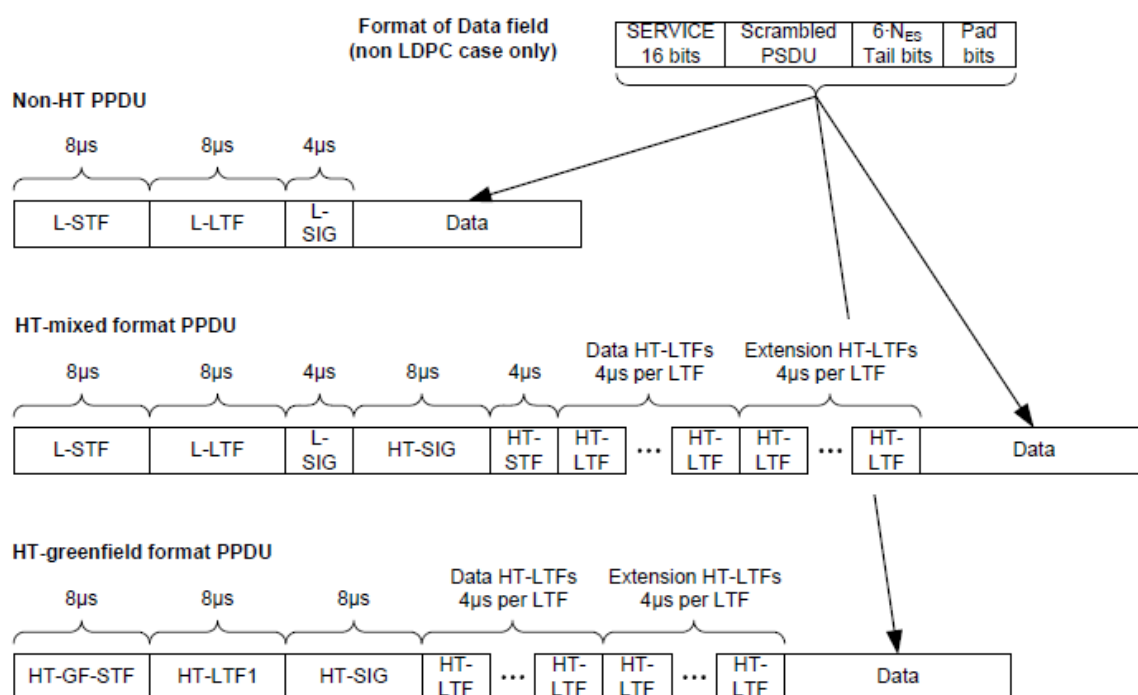 Format of Data field
(non LDPC case only)
SERVICE
16 bits
Scrambled
PSDU
6·N_ES
Tail bits
Pad
bits
Non-HT PPDU
8µs
8µs
4µs
L-STF
L-LTF
L-
SIG
Data
HT-mixed format PPDU
Data HT-LTFs
4µs per LTF
Extension HT-LTFs
4µs per LTF
8µs
8µs
4µs
8µs
4µs
L-STF
L-LTF
L-
SIG
HT-SIG
HT-
STF
HT-
LTF
•••
HT-
LTF
HT-
LTF
•••
HT-
LTF
Data
HT-greenfield format PPDU
Data HT-LTFs
4µs per LTF
Extension HT-LTFs
4µs per LTF
8µs
8µs
8µs
HT-GF-STF
HT-LTF1
HT-SIG
HT-
LTF
•••
HT-
LTF
HT-
LTF
•••
HT-
LTF
Data